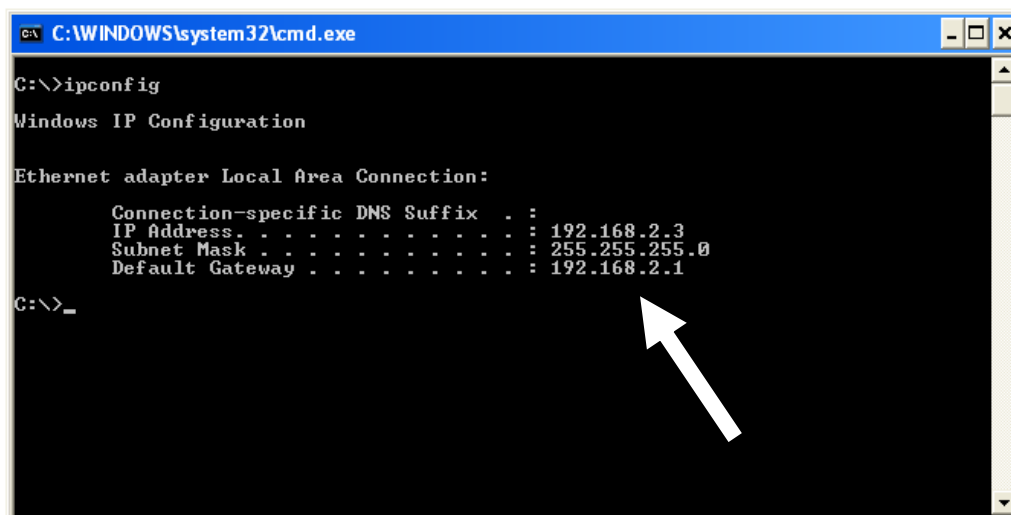 C:\WINDOWS\system32\cmd.exe
C:\>ipconfig
Windows IP Configuration
Ethernet adapter Local Area Connection:
Connection-specific DNS Suffix  . :
IP Address. . . . . . . . . . . . : 192.168.2.3
Subnet Mask . . . . . . . . . . . : 255.255.255.0
Default Gateway . . . . . . . . . : 192.168.2.1
C:\>_